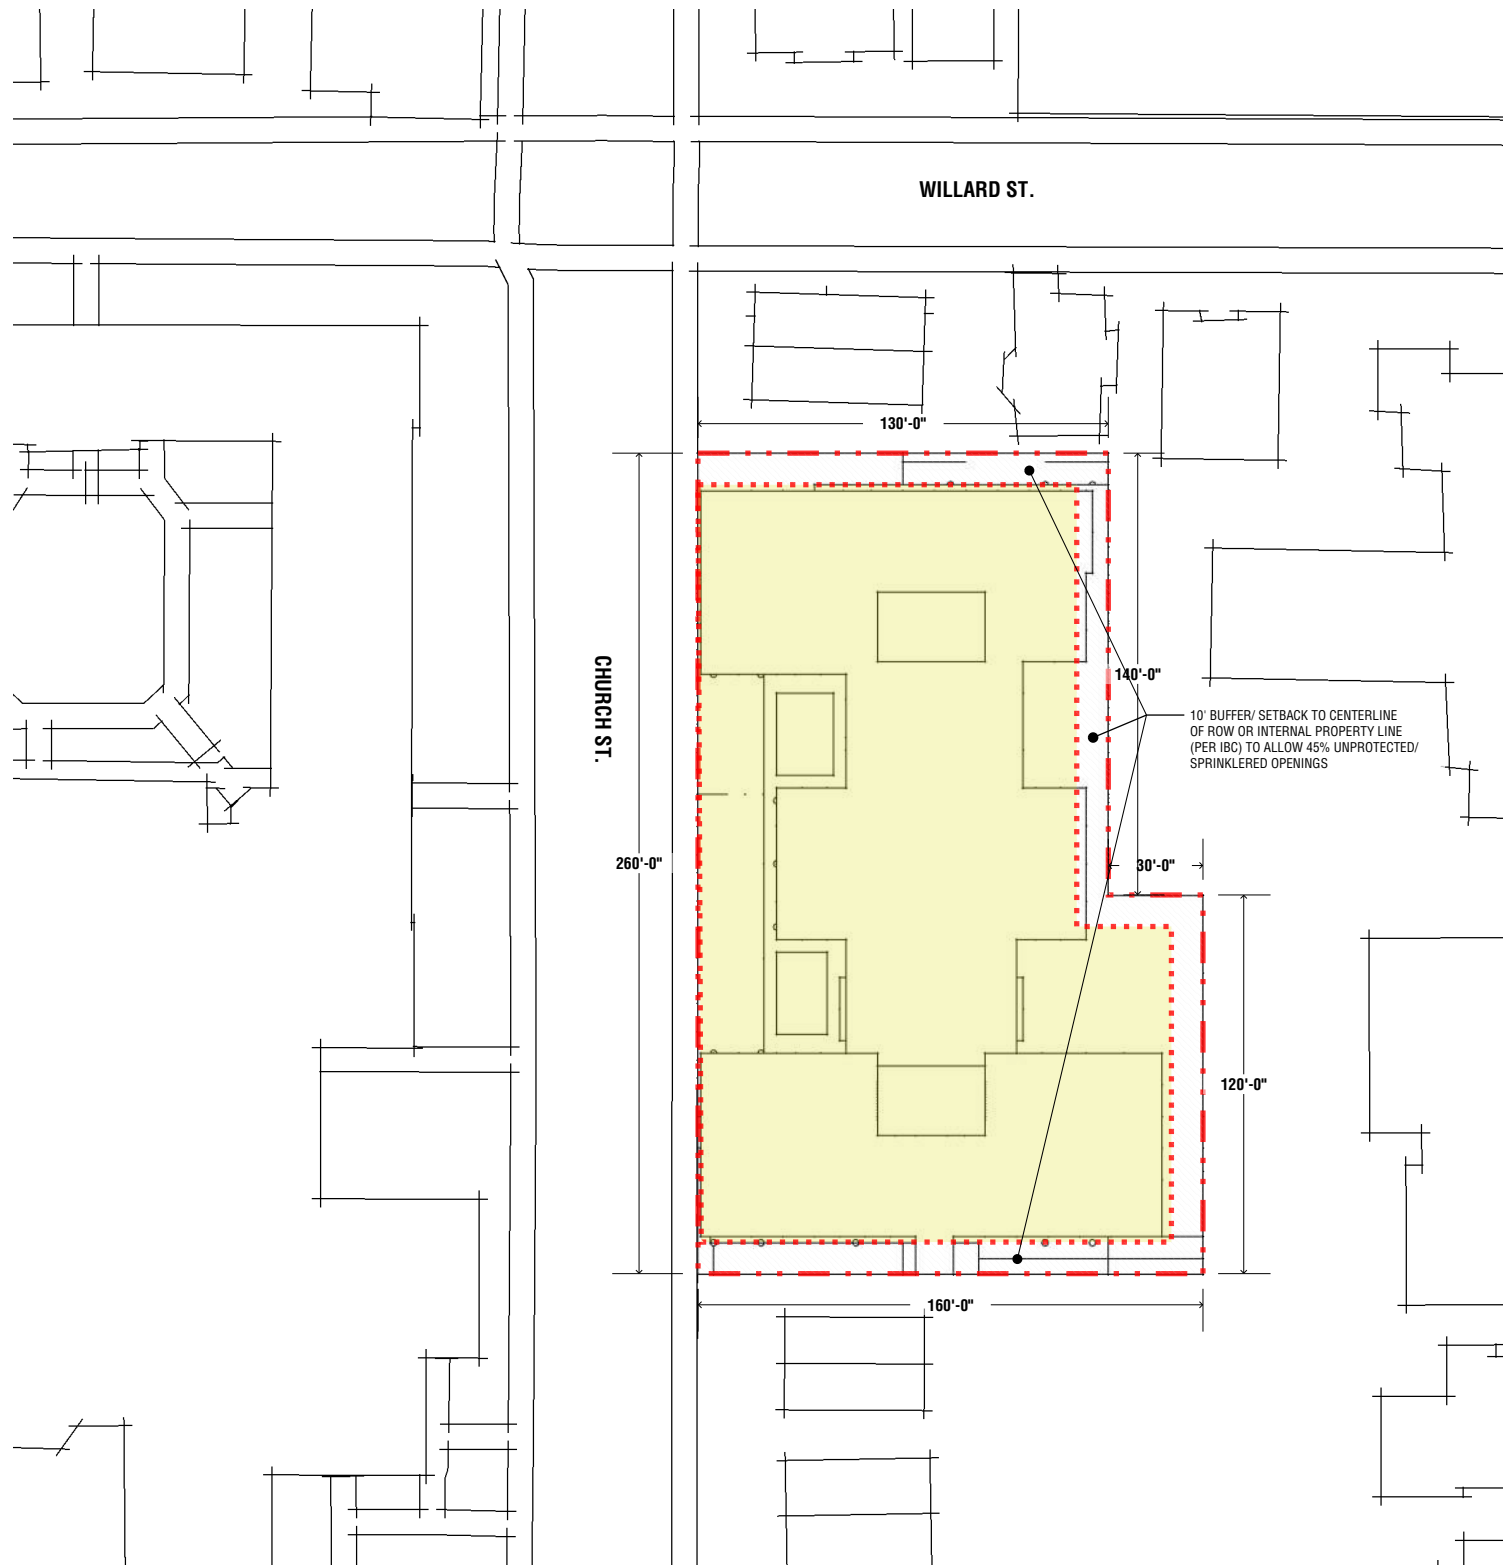 WILLARD ST.
130'-0"
CHURCH ST.
140'-0"
10' BUFFER/ SETBACK TO CENTERLINE
OF ROW OR INTERNAL PROPERTY LINE
(PER IBC) TO ALLOW 45% UNPROTECTED/
SPRINKLERED OPENINGS
260'-0"
30'-0"
120'-0"
160'-0"